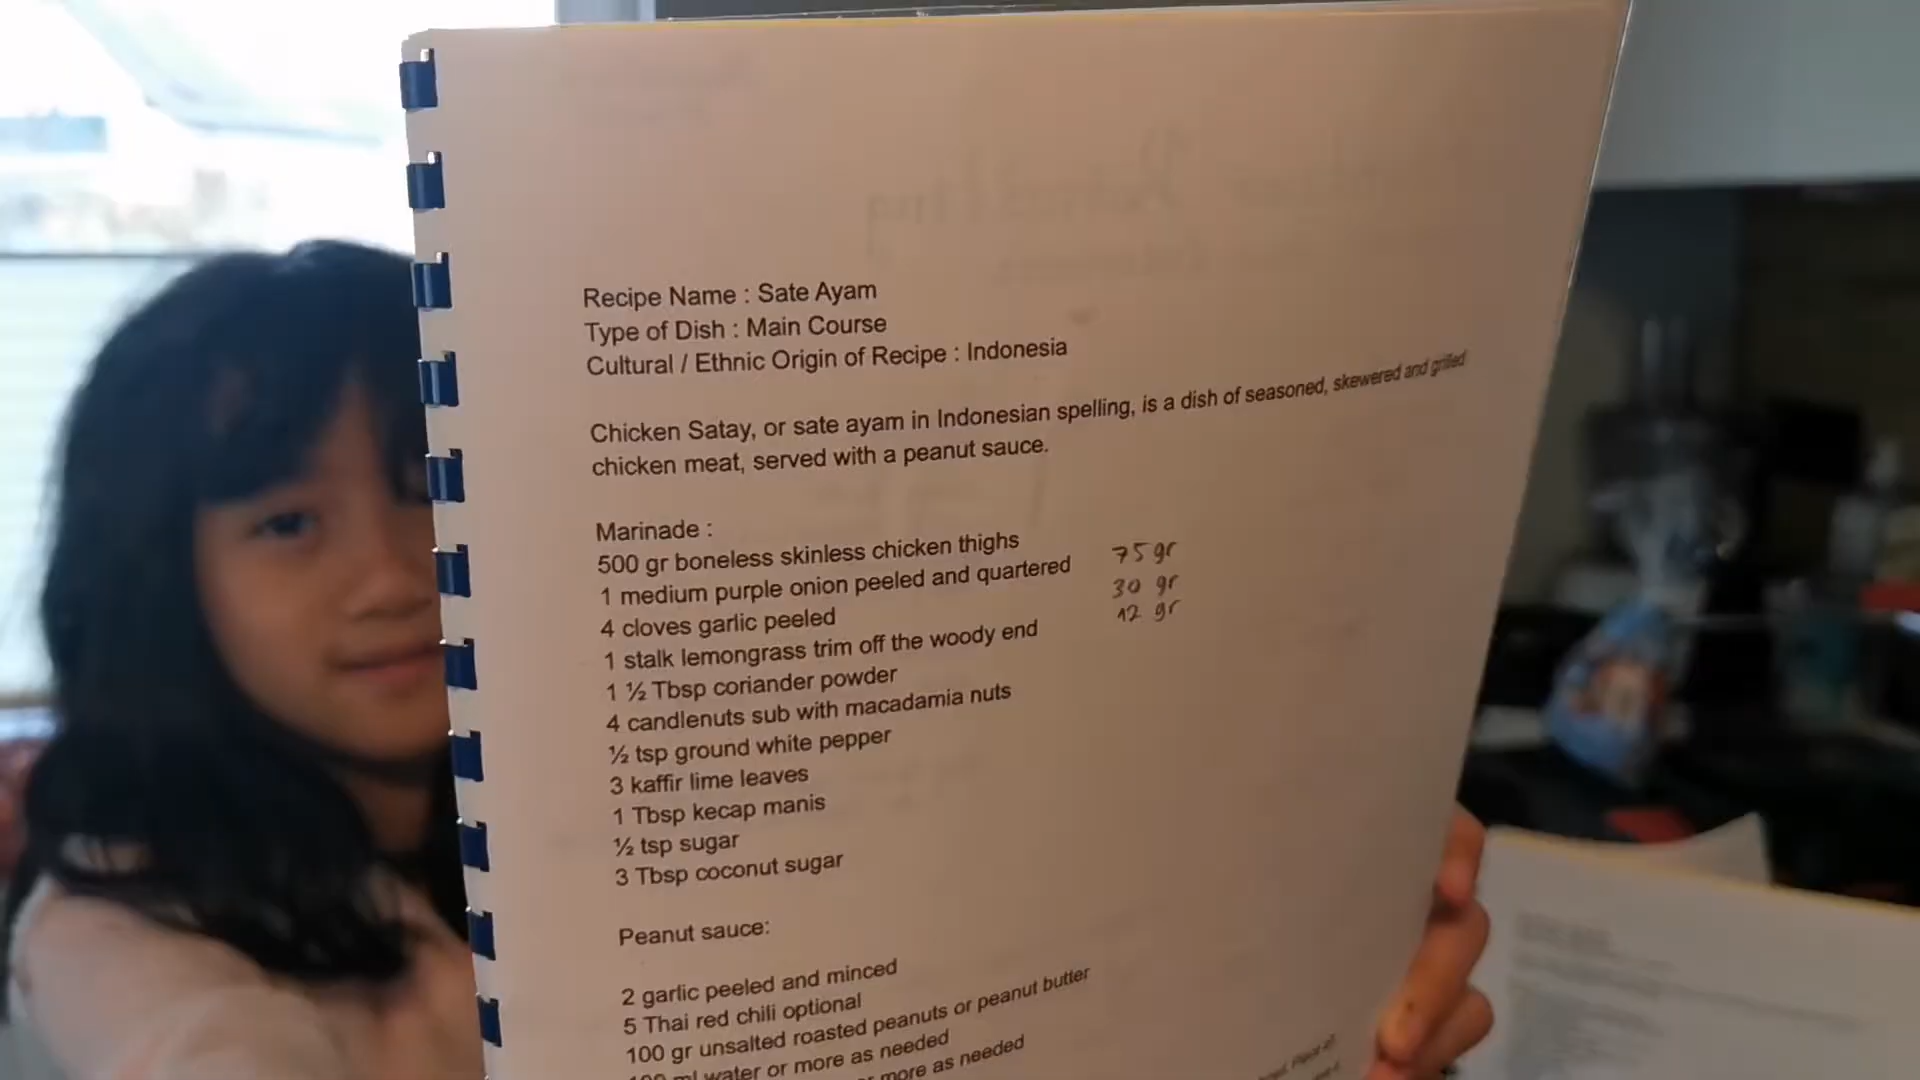 Recipe Name : Sate Ayam
Type of Dish : Main Course
Cultural / Ethnic Origin of Recipe : Indonesia
Chicken Satay, or sate ayam in Indonesian spelling, is a dish of seasoned, skewered and grilled
chicken meat, served with a peanut sauce.
Marinade :
500 gr boneless skinless chicken thighs
1 medium purple onion peeled and quartered 75 gr
4 cloves garlic peeled 30 gr
1 stalk lemongrass trim off the woody end 12 gr
1 ½ Tbsp coriander powder
4 candlenuts sub with macadamia nuts
½ tsp ground white pepper
3 kaffir lime leaves
1 Tbsp kecap manis
½ tsp sugar
3 Tbsp coconut sugar
Peanut sauce:
2 garlic peeled and minced
5 Thai red chili optional
100 gr unsalted roasted peanuts or peanut butter
ml water or more as needed
more as needed